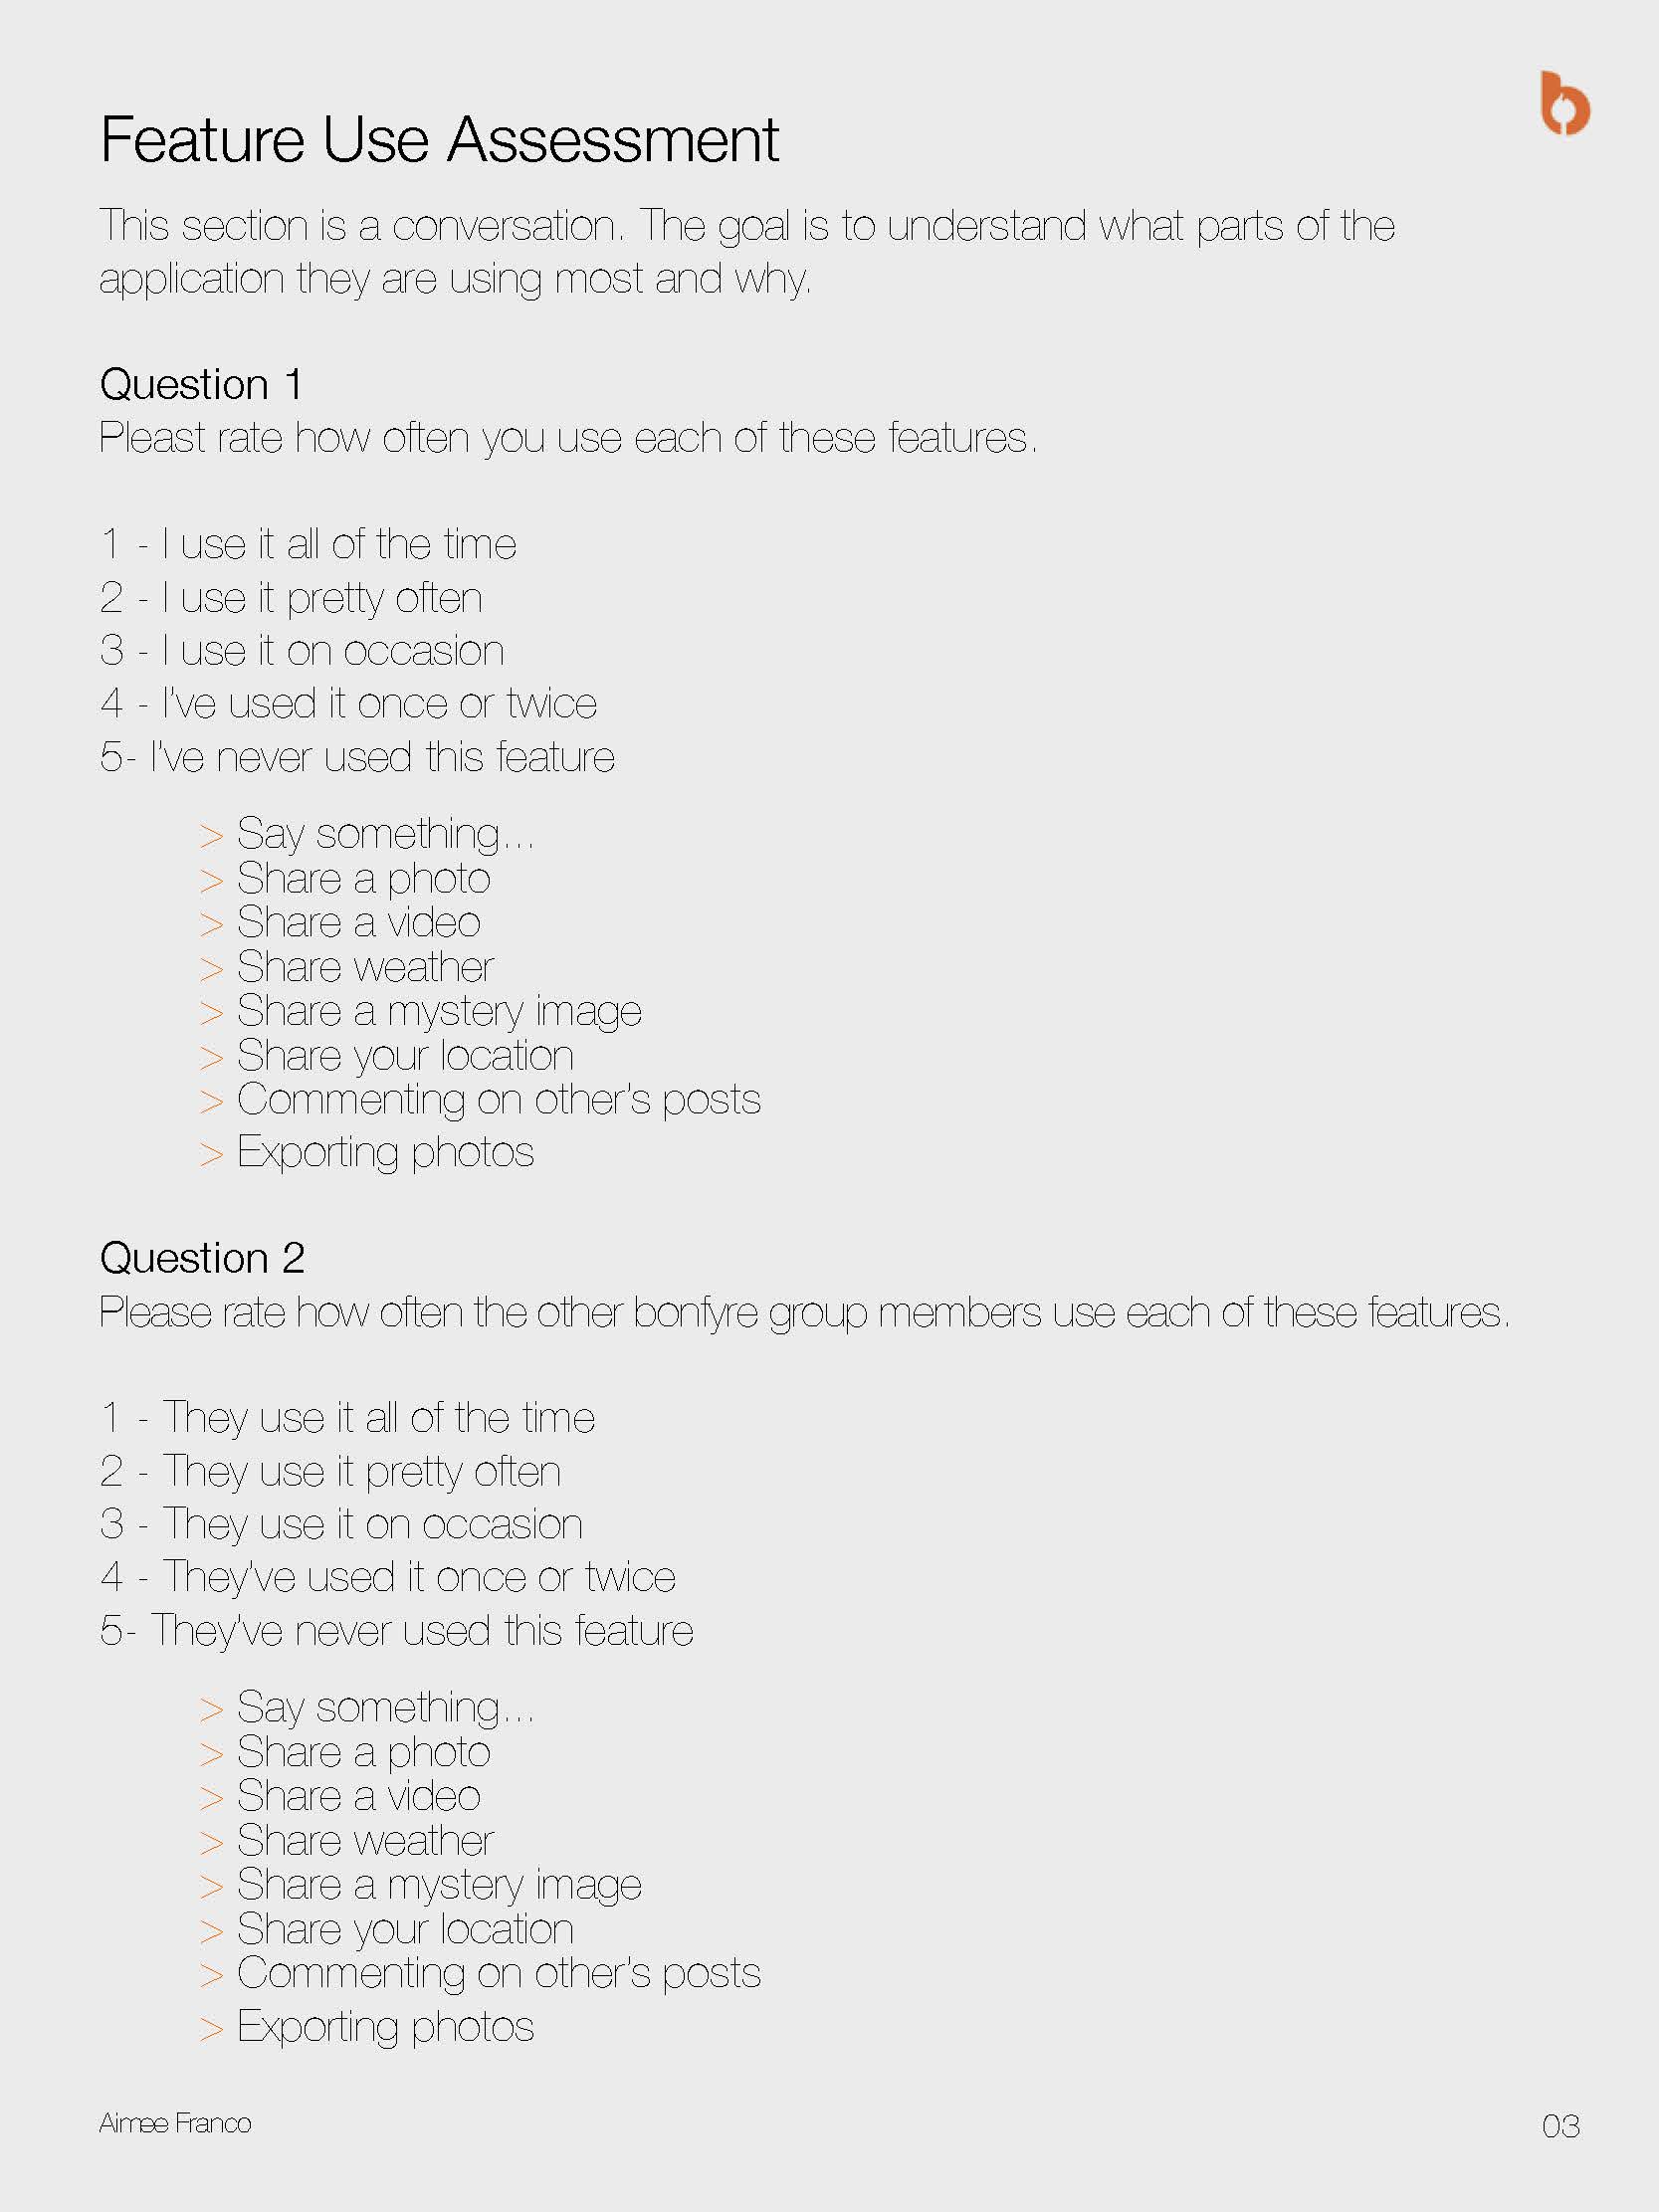 Feature Use Assessment
This section is a conversation. The goal is to understand what parts of the
application they are using most and why.
Question 1
Pleast rate how often you use each of these features.
1 - I use it all of the time
2 - I use it pretty often
3 - I use it on occasion
4 - I've used it once or twice
5- I've never used this feature
> Say something...
> Share a photo
> Share a video
> Share weather
> Share a mystery image
> Share your location
> Commenting on other's posts
> Exporting photos
Question 2
Please rate how often the other bonfyre group members use each of these features.
1 - They use it all of the time
2 - They use it pretty often
3 - They use it on occasion
4 - They've used it once or twice
5- They've never used this feature
> Say something...
> Share a photo
> Share a video
> Share weather
> Share a mystery image
> Share your location
> Commenting on other's posts
> Exporting photos
Aimee Franco
03